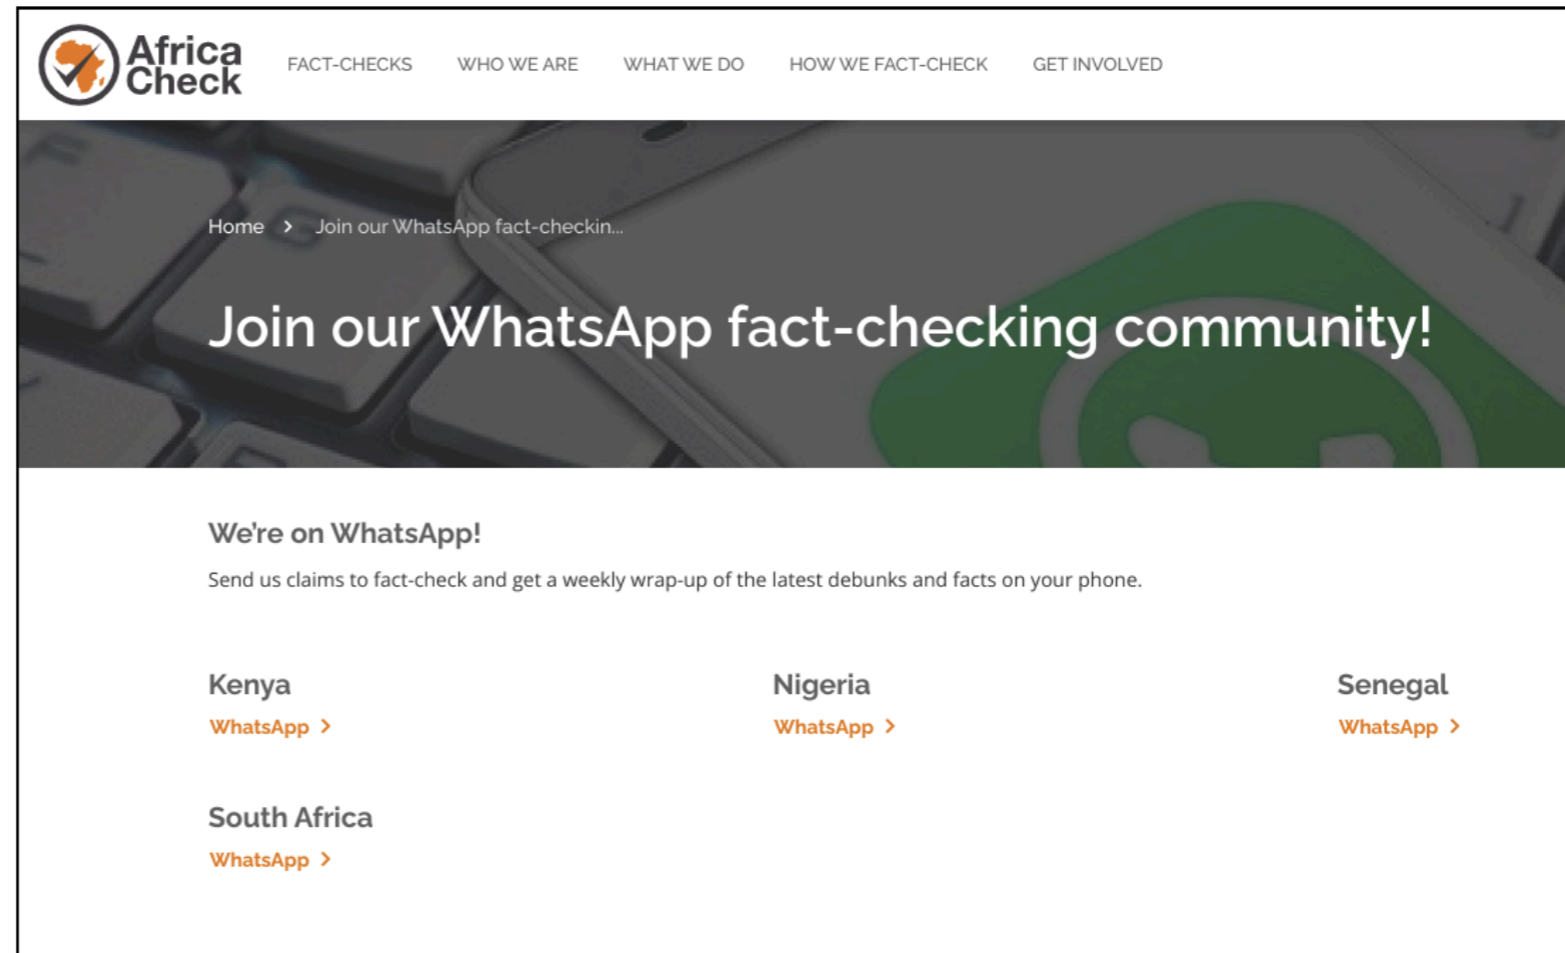 Africa
Check
FACT-CHECKS WHO WE ARE WHAT WE DO HOW WE FACT-CHECK GET INVOLVED
Home > Join our WhatsApp fact-checkin...
Join our WhatsApp fact-checking community!
We're on WhatsApp!
Send us claims to fact-check and get a weekly wrap-up of the latest debunks and facts on your phone.
Kenya Nigeria Senegal
WhatsApp > WhatsApp > WhatsApp >
South Africa
WhatsApp >